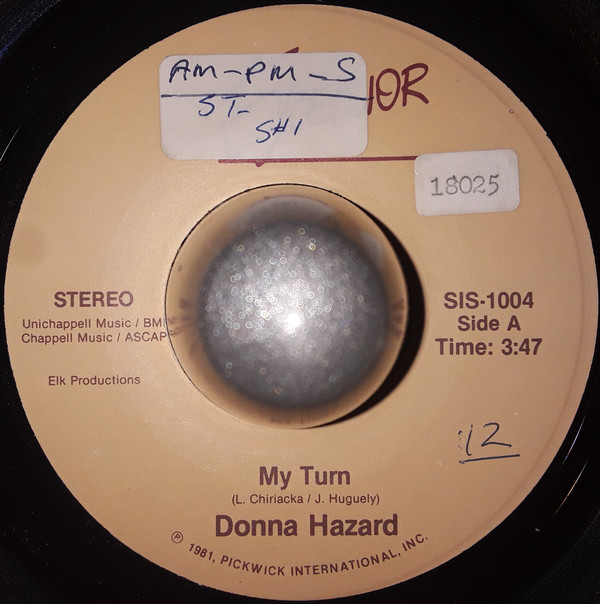 AM-PM-S
ST-
S#1
18025
STEREO
Unichappell Music / BMI
Chappell Music / ASCAP
Elk Productions
SIS-1004
Side A
Time: 3:47
12
My Turn
(L. Chiriacka / J. Huguely)
Donna Hazard
℗ 1981, PICKWICK INTERNATIONAL, INC.